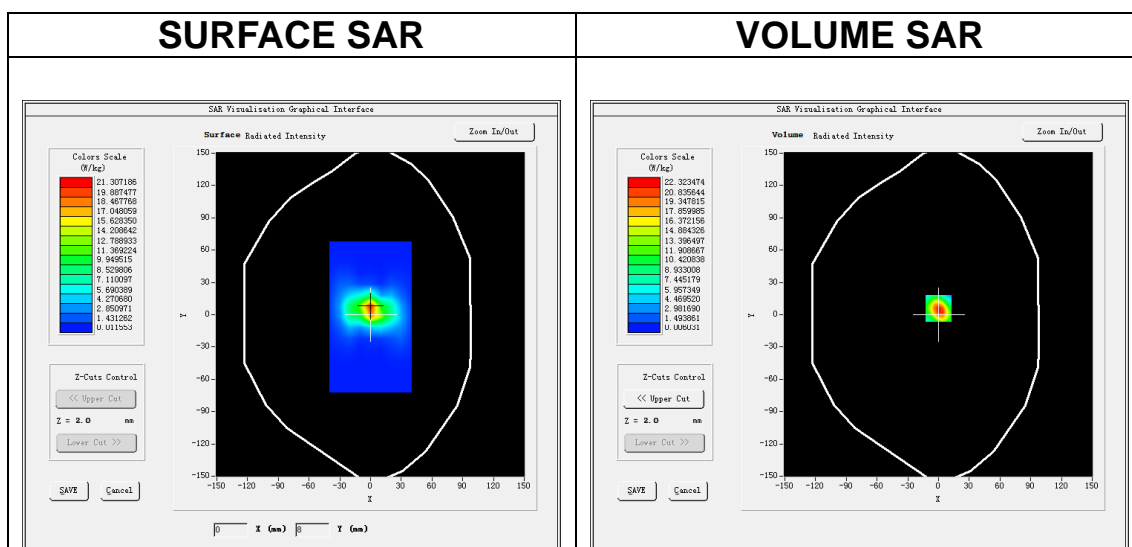 SURFACE SAR
VOLUME SAR
SAR Visualisation Graphical Interface
Surface Radiated Intensity
Zoom In/Out
Colors Scale
(W/kg)
21.307186
19.887477
18.467768
17.048059
15.628350
14.208642
12.788933
11.369224
9.949515
8.529806
7.110097
5.690389
4.270680
2.850971
1.431262
0.011553
150
120
90
60
30
0
-30
-60
-90
-120
-150
Y
-150 -120 -90 -60 -30 0 30 60 90 120 150
X
Z-Cuts Control
<< Upper Cut
Z = 2.0 mm
Lower Cut >>
SAVE
Cancel
0 X (mm) 8 Y (mm)
SAR Visualisation Graphical Interface
Volume Radiated Intensity
Zoom In/Out
Colors Scale
(W/kg)
22.323474
20.835644
19.347815
17.859985
16.372156
14.884326
13.396497
11.908667
10.420838
8.933008
7.445179
5.957349
4.469520
2.981690
1.493861
0.006031
150
120
90
60
30
0
-30
-60
-90
-120
-150
Y
-150 -120 -90 -60 -30 0 30 60 90 120 150
X
Z-Cuts Control
<< Upper Cut
Z = 2.0 mm
Lower Cut >>
SAVE
Cancel